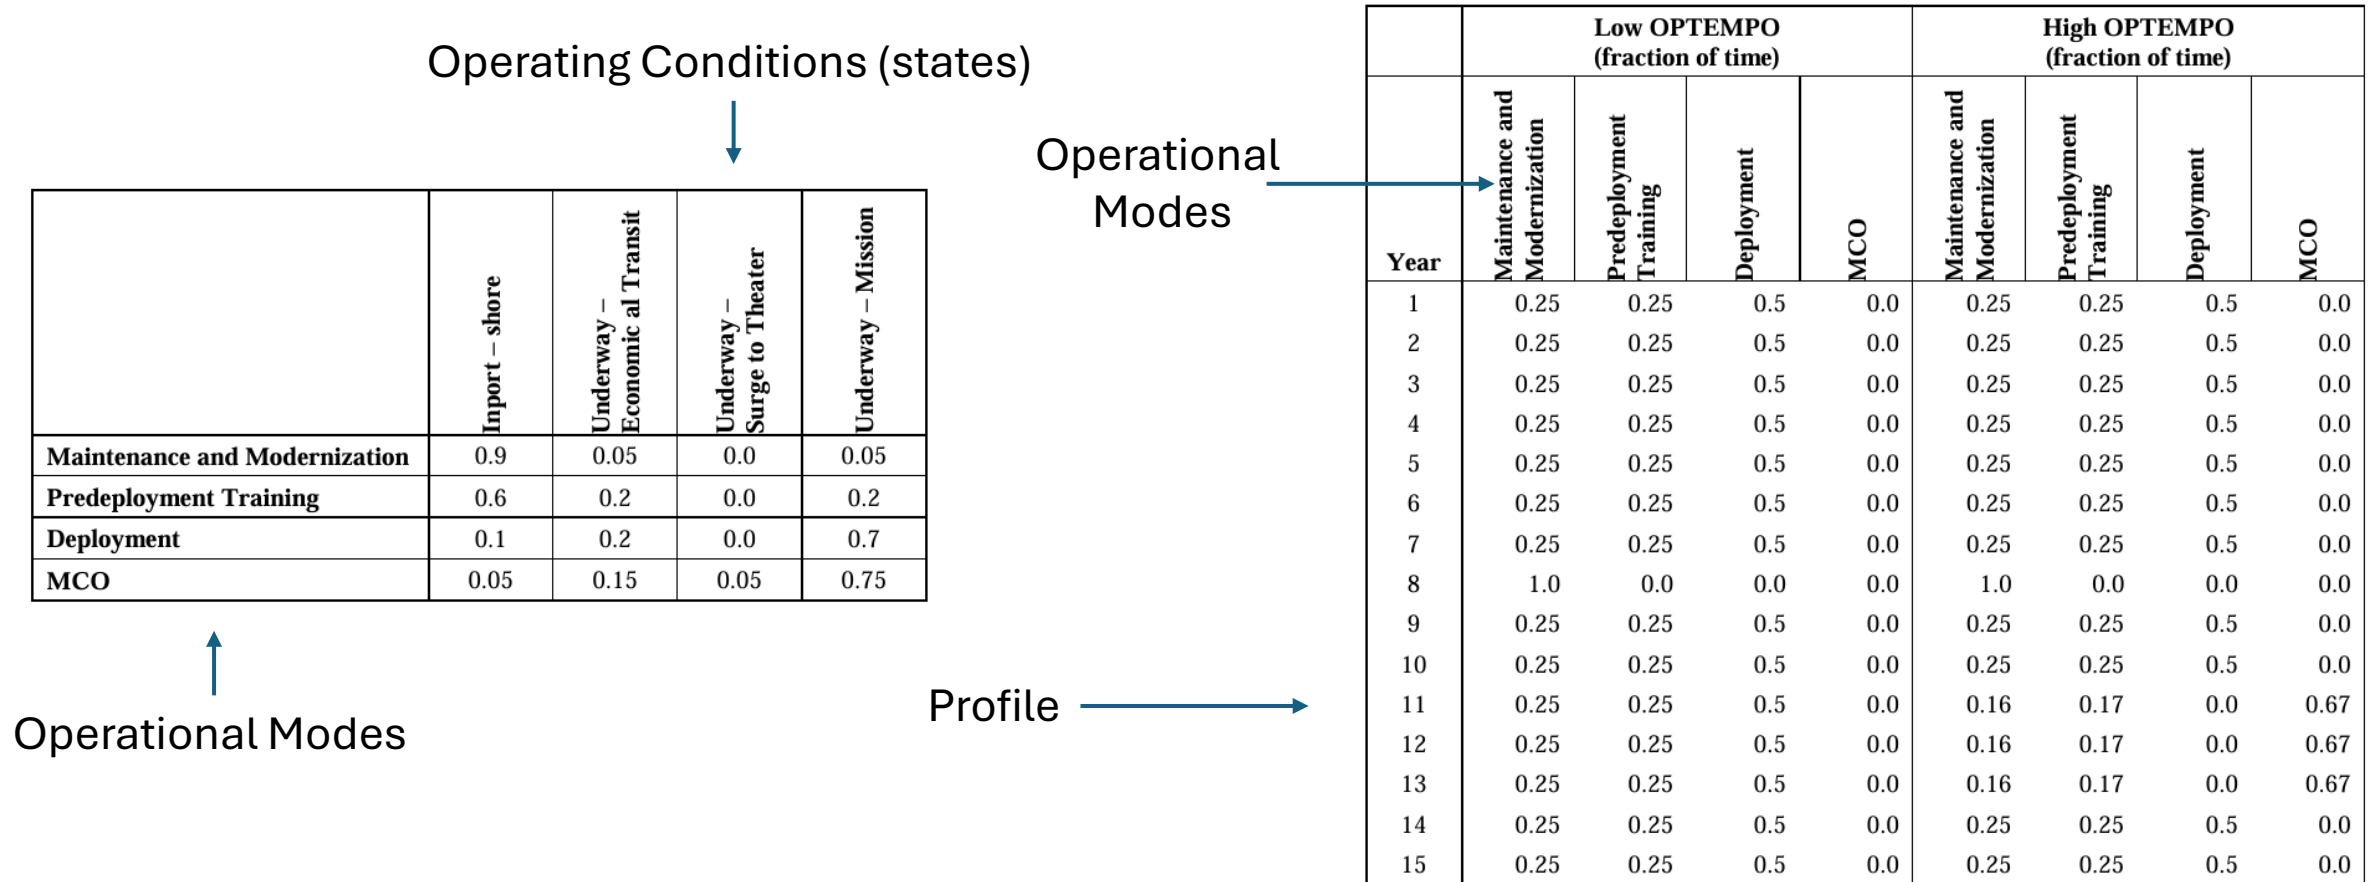 Operating Conditions (states)
Inport – shore
Underway –
Economic al Transit
Underway –
Surge to Theater
Underway – Mission
Maintenance and Modernization 0.9 0.05 0.0 0.05
Predeployment Training 0.6 0.2 0.0 0.2
Deployment 0.1 0.2 0.0 0.7
MCO 0.05 0.15 0.05 0.75
Operational Modes
Operational
Modes
Profile
Low OPTEMPO
(fraction of time)
High OPTEMPO
(fraction of time)
Year
Maintenance and
Modernization
Predeployment
Training
Deployment
MCO
Maintenance and
Modernization
Predeployment
Training
Deployment
MCO
1 0.25 0.25 0.5 0.0 0.25 0.25 0.5 0.0
2 0.25 0.25 0.5 0.0 0.25 0.25 0.5 0.0
3 0.25 0.25 0.5 0.0 0.25 0.25 0.5 0.0
4 0.25 0.25 0.5 0.0 0.25 0.25 0.5 0.0
5 0.25 0.25 0.5 0.0 0.25 0.25 0.5 0.0
6 0.25 0.25 0.5 0.0 0.25 0.25 0.5 0.0
7 0.25 0.25 0.5 0.0 0.25 0.25 0.5 0.0
8 1.0 0.0 0.0 0.0 1.0 0.0 0.0 0.0
9 0.25 0.25 0.5 0.0 0.25 0.25 0.5 0.0
10 0.25 0.25 0.5 0.0 0.25 0.25 0.5 0.0
11 0.25 0.25 0.5 0.0 0.16 0.17 0.0 0.67
12 0.25 0.25 0.5 0.0 0.16 0.17 0.0 0.67
13 0.25 0.25 0.5 0.0 0.16 0.17 0.0 0.67
14 0.25 0.25 0.5 0.0 0.25 0.25 0.5 0.0
15 0.25 0.25 0.5 0.0 0.25 0.25 0.5 0.0